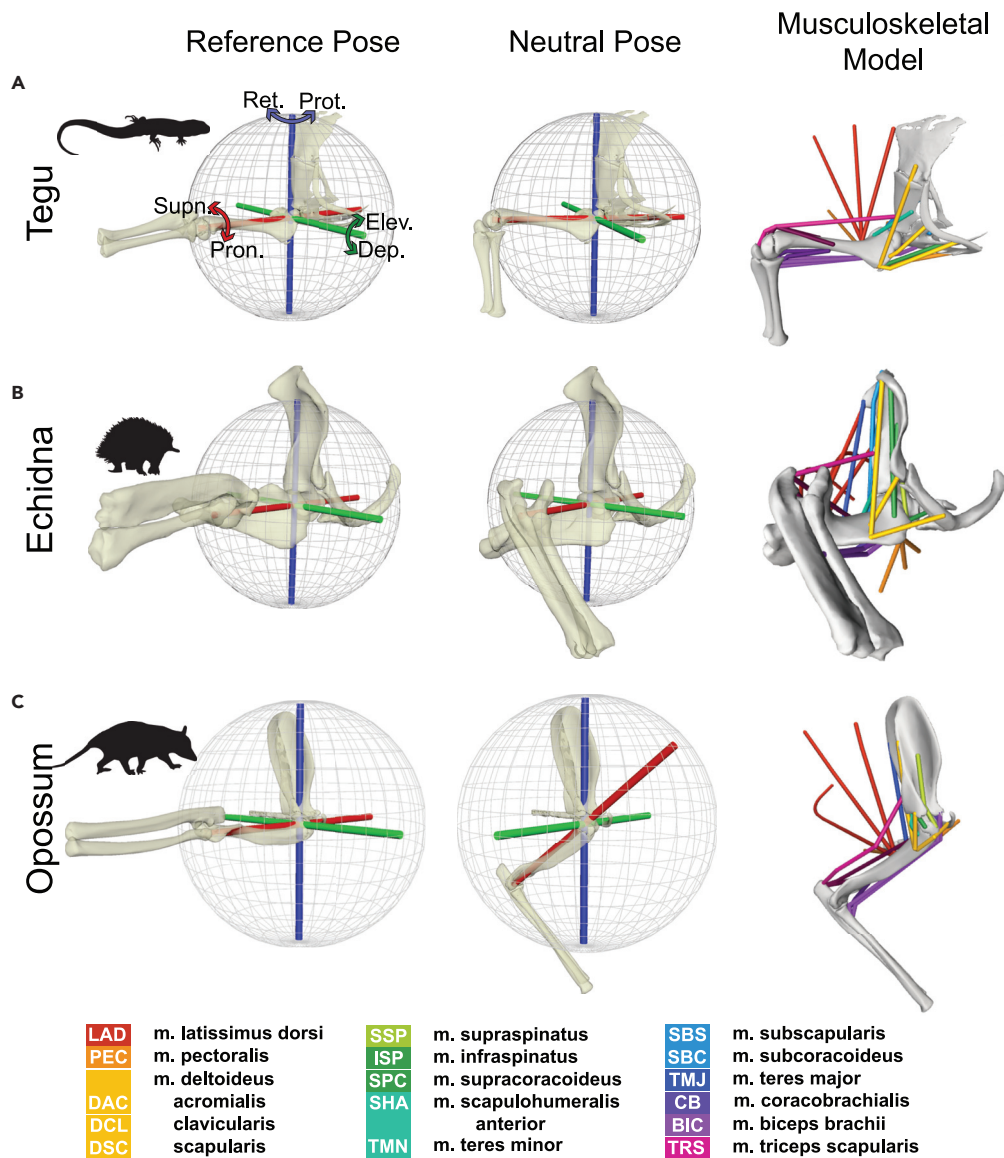 Reference Pose
Neutral Pose
Musculoskeletal
Model
A
Tegu
Ret.
Prot.
Supn.
Pron.
Elev.
Dep.
B
Echidna
C
Opossum
LAD m. latissimus dorsi
PEC m. pectoralis
m. deltoideus
DAC acromialis
DCL clavicularis
DSC scapularis
SSP m. supraspinatus
ISP m. infraspinatus
SPC m. supracoracoideus
SHA m. scapulohumeralis
anterior
TMN m. teres minor
SBS m. subscapularis
SBC m. subcoracoideus
TMJ m. teres major
CB m. coracobrachialis
BIC m. biceps brachii
TRS m. triceps scapularis